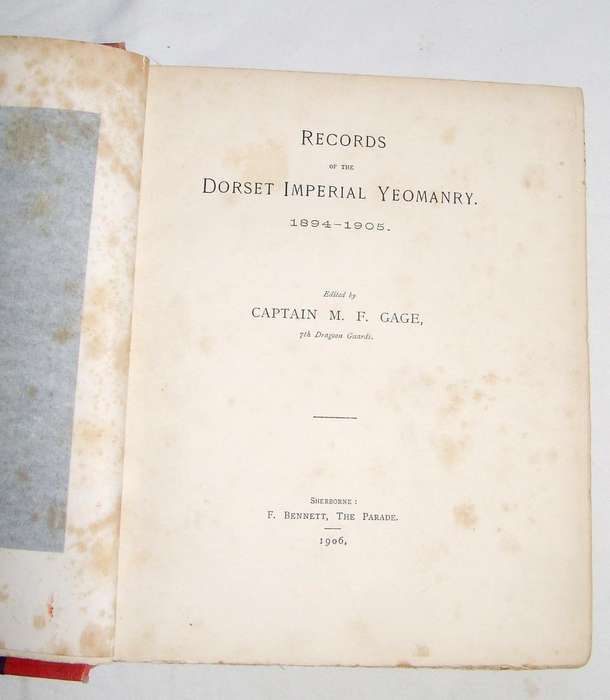 RECORDS
OF THE
DORSET IMPERIAL YEOMANRY.
1894-1905.
Edited by
CAPTAIN M. F. GAGE,
7th Dragoon Guards.
SHERBORNE:
F. BENNETT, THE PARADE.
1906,